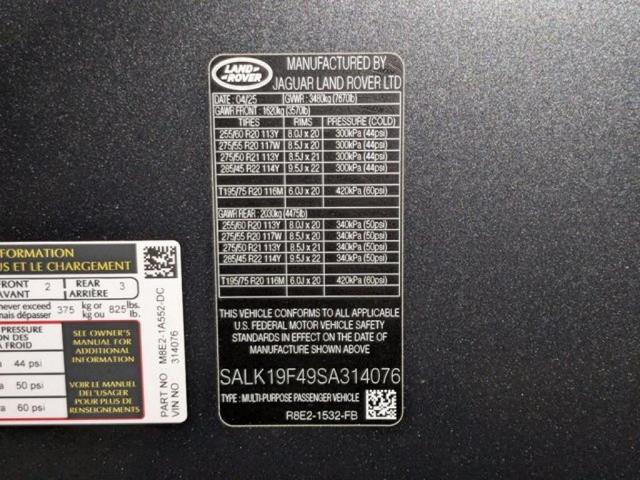 LAND
ROVER
MANUFACTURED BY
JAGUAR LAND ROVER LTD
DATE : 04/25 GVWR : 3480kg (7670lb)
GAWR FRONT : 1620kg (3570lb)
TIRES RIMS PRESSURE (COLD)
255/60 R20 113Y 8.0J x 20 300kPa (44psi)
275/55 R20 117W 8.0J x 20 300kPa (44psi)
275/50 R21 113Y 8.5J x 21 300kPa (44psi)
285/45 R22 114Y 9.5J x 22 300kPa (44psi)
T195/75 R20 116M 6.0J x 20 420kPa (60psi)
GAWR REAR : 2030kg (4475lb)
255/60 R20 113Y 8.0J x 20 340kPa (50psi)
275/55 R20 117W 8.0J x 20 340kPa (50psi)
275/50 R21 113Y 8.5J x 21 340kPa (50psi)
285/45 R22 114Y 9.5J x 22 340kPa (50psi)
T195/75 R20 116M 6.0J x 20 420kPa (60psi)
THIS VEHICLE CONFORMS TO ALL APPLICABLE
U.S. FEDERAL MOTOR VEHICLE SAFETY
STANDARDS IN EFFECT ON THE DATE OF
MANUFACTURE SHOWN ABOVE
SALK19F49SA314076
TYPE : MULTI-PURPOSE PASSENGER VEHICLE
R8E2-1532-FB
FORMATION
US ET LE CHARGEMENT
FRONT 2 REAR 3
AVANT ARRIÈRE
never exceed 375 kg or 825 lbs.
mais dépasser kg ou lb.
PRESSURE
ON DES
A FROID
44 psi
50 psi
60 psi
SEE OWNER'S
MANUAL FOR
ADDITIONAL
INFORMATION
VOIR LE MANUEL
DEL'USAGER
POUR PLUS DE
RENSEIGNEMENTS
PART NO M8E2-1A552-DC
VIN NO 314076